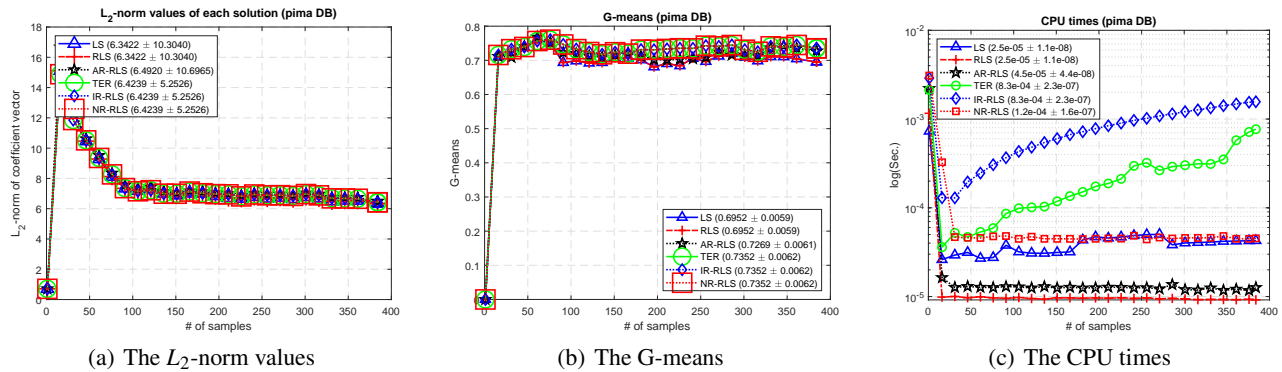 L2-norm values of each solution (pima DB)
18
16
14
12
10
8
6
4
2
0
L2-norm of coefficient vector
LS (6.3422 ± 10.3040)
RLS (6.3422 ± 10.3040)
AR-RLS (6.4920 ± 10.6965)
TER (6.4239 ± 5.2526)
IR-RLS (6.4239 ± 5.2526)
NR-RLS (6.4239 ± 5.2526)
0 50 100 150 200 250 300 350 400
# of samples
(a) The L2-norm values
G-means (pima DB)
0.8
0.7
0.6
0.5
0.4
0.3
0.2
0.1
0
G-means
LS (0.6952 ± 0.0059)
RLS (0.6952 ± 0.0059)
AR-RLS (0.7269 ± 0.0061)
TER (0.7352 ± 0.0062)
IR-RLS (0.7352 ± 0.0062)
NR-RLS (0.7352 ± 0.0062)
0 50 100 150 200 250 300 350 400
# of samples
(b) The G-means
CPU times (pima DB)
10-2
10-3
10-4
10-5
log(Sec.)
LS (2.5e-05 ± 1.1e-08)
RLS (2.5e-05 ± 1.1e-08)
AR-RLS (4.5e-05 ± 4.4e-08)
TER (8.3e-04 ± 2.3e-07)
IR-RLS (8.3e-04 ± 2.3e-07)
NR-RLS (1.2e-04 ± 1.6e-07)
0 50 100 150 200 250 300 350 400
# of samples
(c) The CPU times